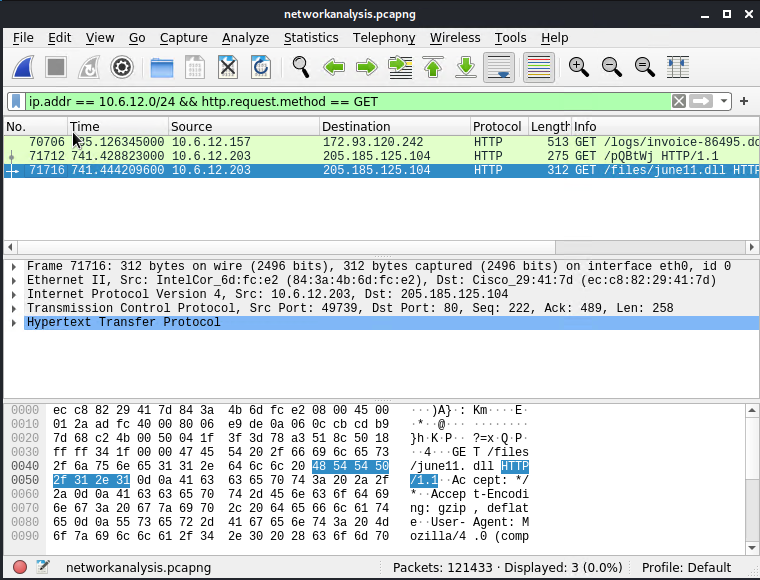 networkanalysis.pcapng
File Edit View Go Capture Analyze Statistics Telephony Wireless Tools Help
ip.addr == 10.6.12.0/24 && http.request.method == GET
No. Time Source Destination Protocol Length Info
70706 35.126345000 10.6.12.157 172.93.120.242 HTTP 513 GET /logs/invoice-86495.do
71712 741.428823000 10.6.12.203 205.185.125.104 HTTP 275 GET /pQBtWj HTTP/1.1
71716 741.444209600 10.6.12.203 205.185.125.104 HTTP 312 GET /files/june11.dll HTTP
Frame 71716: 312 bytes on wire (2496 bits), 312 bytes captured (2496 bits) on interface eth0, id 0
Ethernet II, Src: IntelCor_6d:fc:e2 (84:3a:4b:6d:fc:e2), Dst: Cisco_29:41:7d (ec:c8:82:29:41:7d)
Internet Protocol Version 4, Src: 10.6.12.203, Dst: 205.185.125.104
Transmission Control Protocol, Src Port: 49739, Dst Port: 80, Seq: 222, Ack: 489, Len: 258
Hypertext Transfer Protocol
0000 ec c8 82 29 41 7d 84 3a 4b 6d fc e2 08 00 45 00 ···)A}·: Km····E·
0010 01 2a ad fc 40 00 80 06 e9 de 0a 06 0c cb cd b9 ·*··@··· ········
0020 7d 68 c2 4b 00 50 04 1f 3f 3d 78 a3 51 8c 50 18 }h·K·P·· ?=x·Q·P·
0030 ff ff 34 1f 00 00 47 45 54 20 2f 66 69 6c 65 73 ··4···GE T /files
0040 2f 6a 75 6e 65 31 31 2e 64 6c 6c 20 48 54 54 50 /june11. dll HTTP
0050 2f 31 2e 31 0d 0a 41 63 63 65 70 74 3a 20 2a 2f /1.1··Ac cept: */
0060 2a 0d 0a 41 63 63 65 70 74 2d 45 6e 63 6f 64 69 *··Accep t-Encodi
0070 6e 67 3a 20 67 7a 69 70 2c 20 64 65 66 6c 61 74 ng: gzip , deflat
0080 65 0d 0a 55 73 65 72 2d 41 67 65 6e 74 3a 20 4d e··User- Agent: M
0090 6f 7a 69 6c 6c 61 2f 34 2e 30 20 28 63 6f 6d 70 ozilla/4 .0 (comp
networkanalysis.pcapng Packets: 121433 · Displayed: 3 (0.0%) Profile: Default